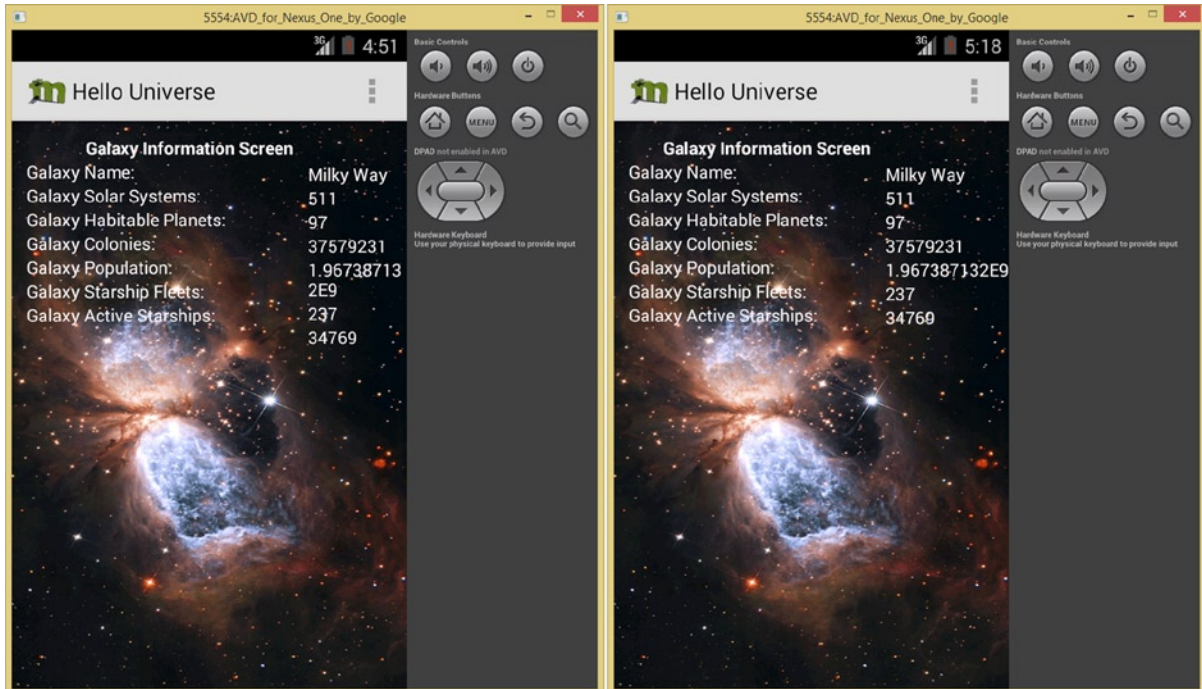 5554:AVD_for_Nexus_One_by_Google
3G 4:51
Hello Universe
Galaxy Information Screen
Galaxy Name: Milky Way
Galaxy Solar Systems: 511
Galaxy Habitable Planets: 97
Galaxy Colonies: 37579231
Galaxy Population: 1.96738713
Galaxy Starship Fleets: 2E9
Galaxy Active Starships: 237
34769
Basic Controls
Hardware Buttons
MENU
DPAD not enabled in AVD
Hardware Keyboard
Use your physical keyboard to provide input
5554:AVD_for_Nexus_One_by_Google
3G 5:18
Hello Universe
Galaxy Information Screen
Galaxy Name: Milky Way
Galaxy Solar Systems: 511
Galaxy Habitable Planets: 97
Galaxy Colonies: 37579231
Galaxy Population: 1.967387132E9
Galaxy Starship Fleets: 237
Galaxy Active Starships: 34769
Basic Controls
Hardware Buttons
MENU
DPAD not enabled in AVD
Hardware Keyboard
Use your physical keyboard to provide input